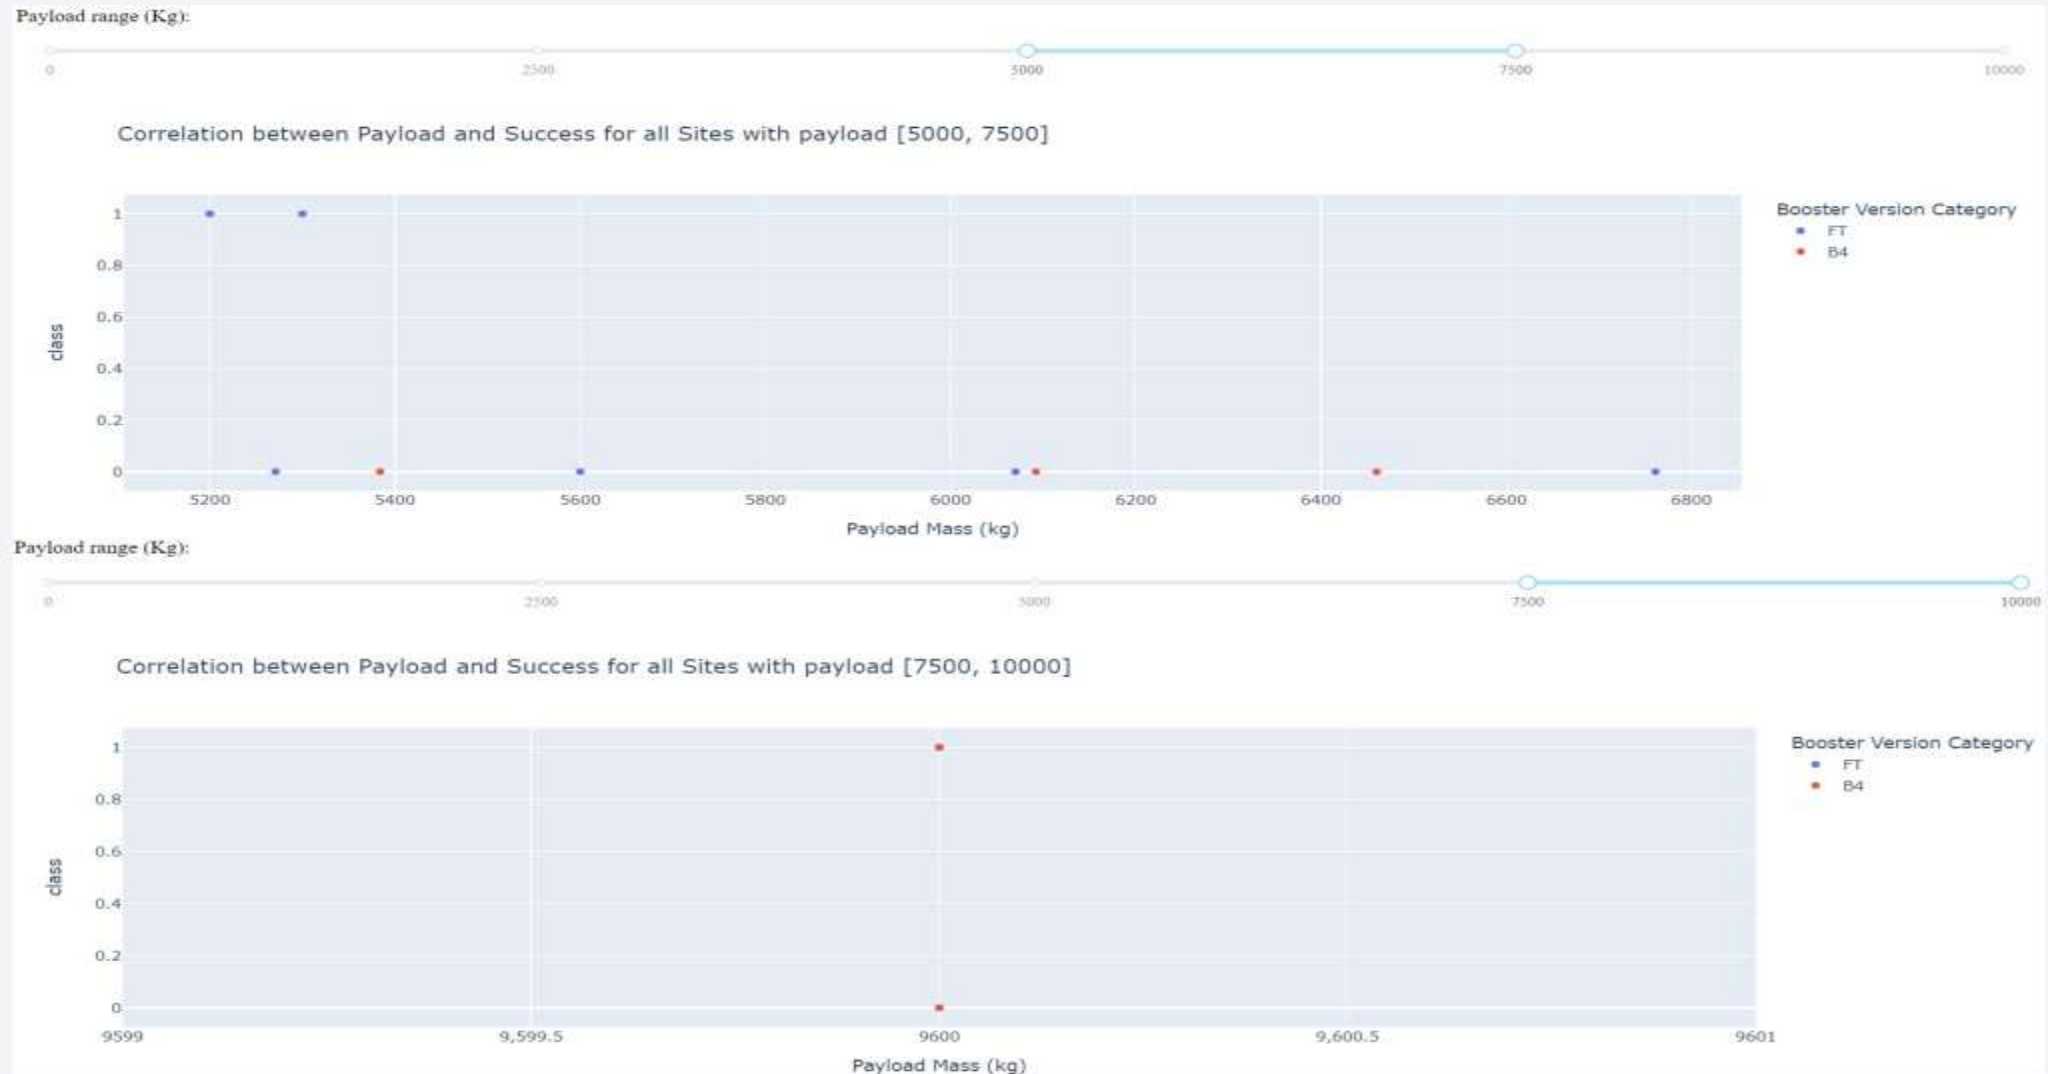 Payload range (Kg):
0 2500 5000 7500 10000
Correlation between Payload and Success for all Sites with payload [5000, 7500]
Booster Version Category
FT
B4
1
0.8
0.6
0.4
0.2
0
class
5200 5400 5600 5800 6000 6200 6400 6600 6800
Payload Mass (kg)
Payload range (Kg):
0 2500 5000 7500 10000
Correlation between Payload and Success for all Sites with payload [7500, 10000]
Booster Version Category
FT
B4
1
0.8
0.6
0.4
0.2
0
class
9599 9,599.5 9600 9,600.5 9601
Payload Mass (kg)